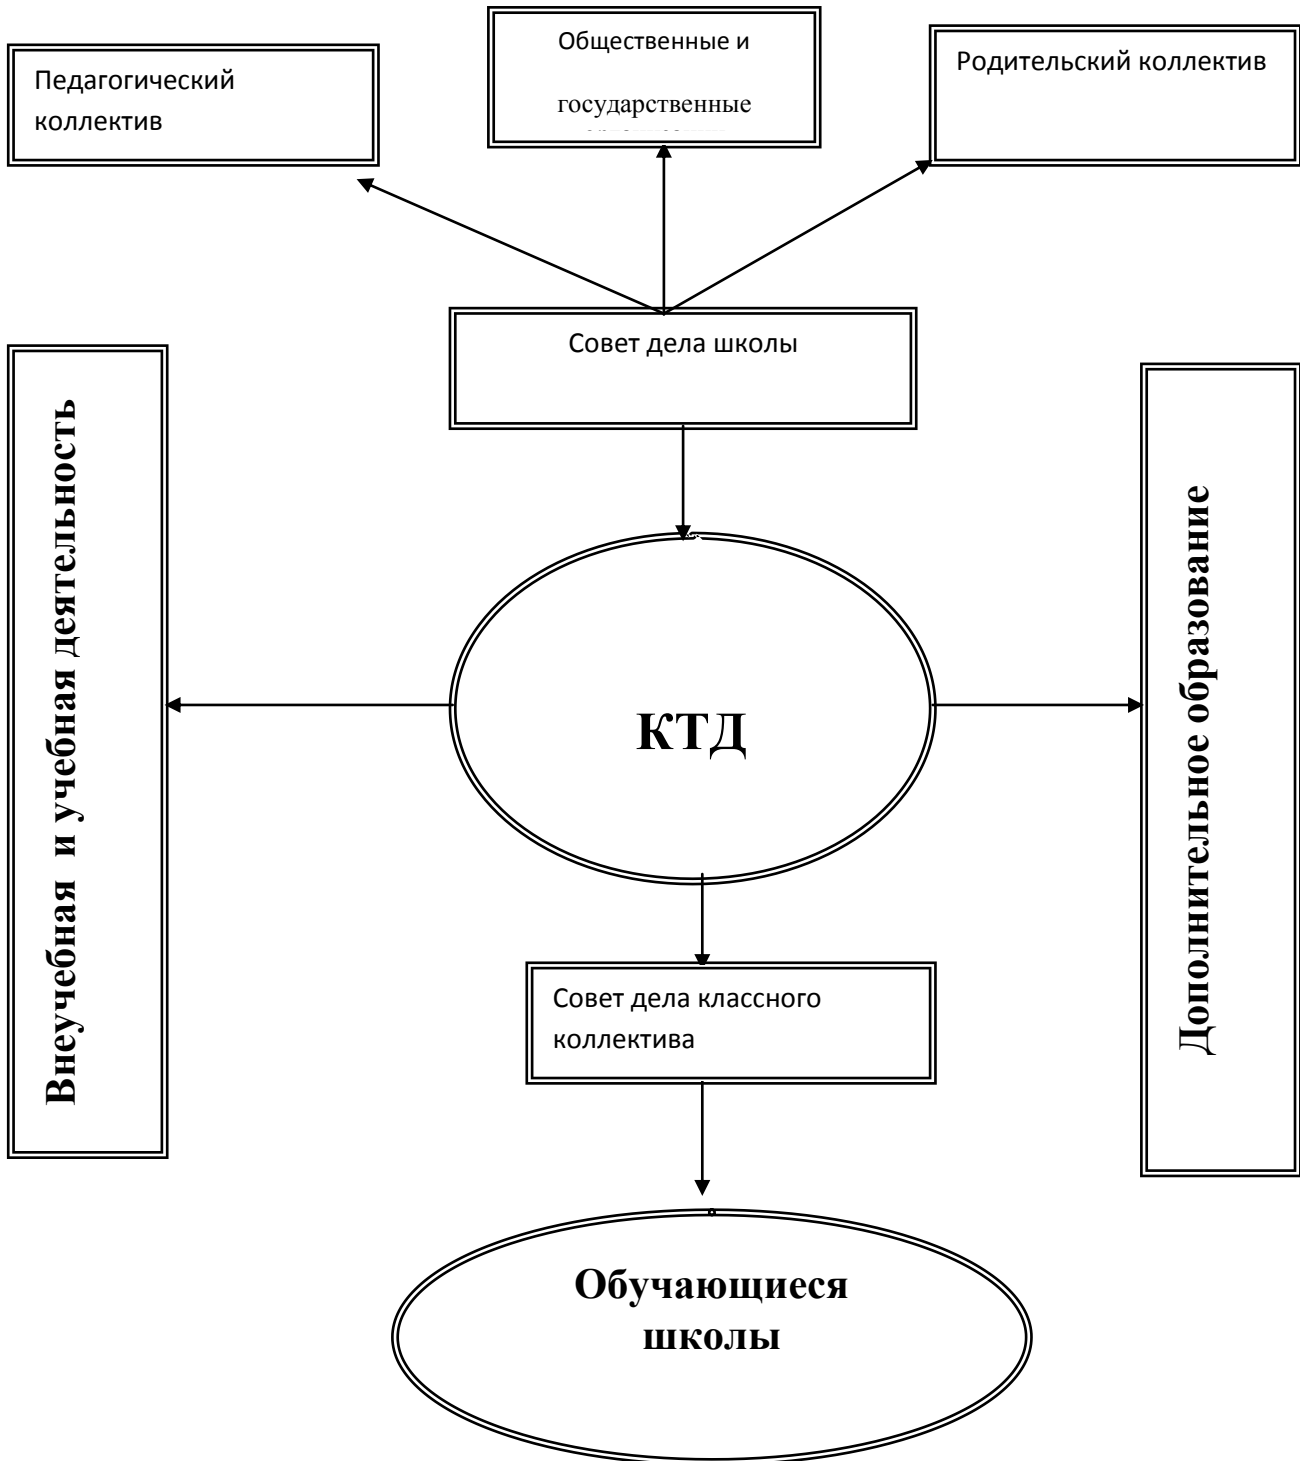 Педагогический
коллектив
Общественные и
государственные
Родительский коллектив
Совет дела школы
Внеучебная и учебная деятельность
КТД
Дополнительное образование
Совет дела классного
коллектива
Обучающиеся
школы